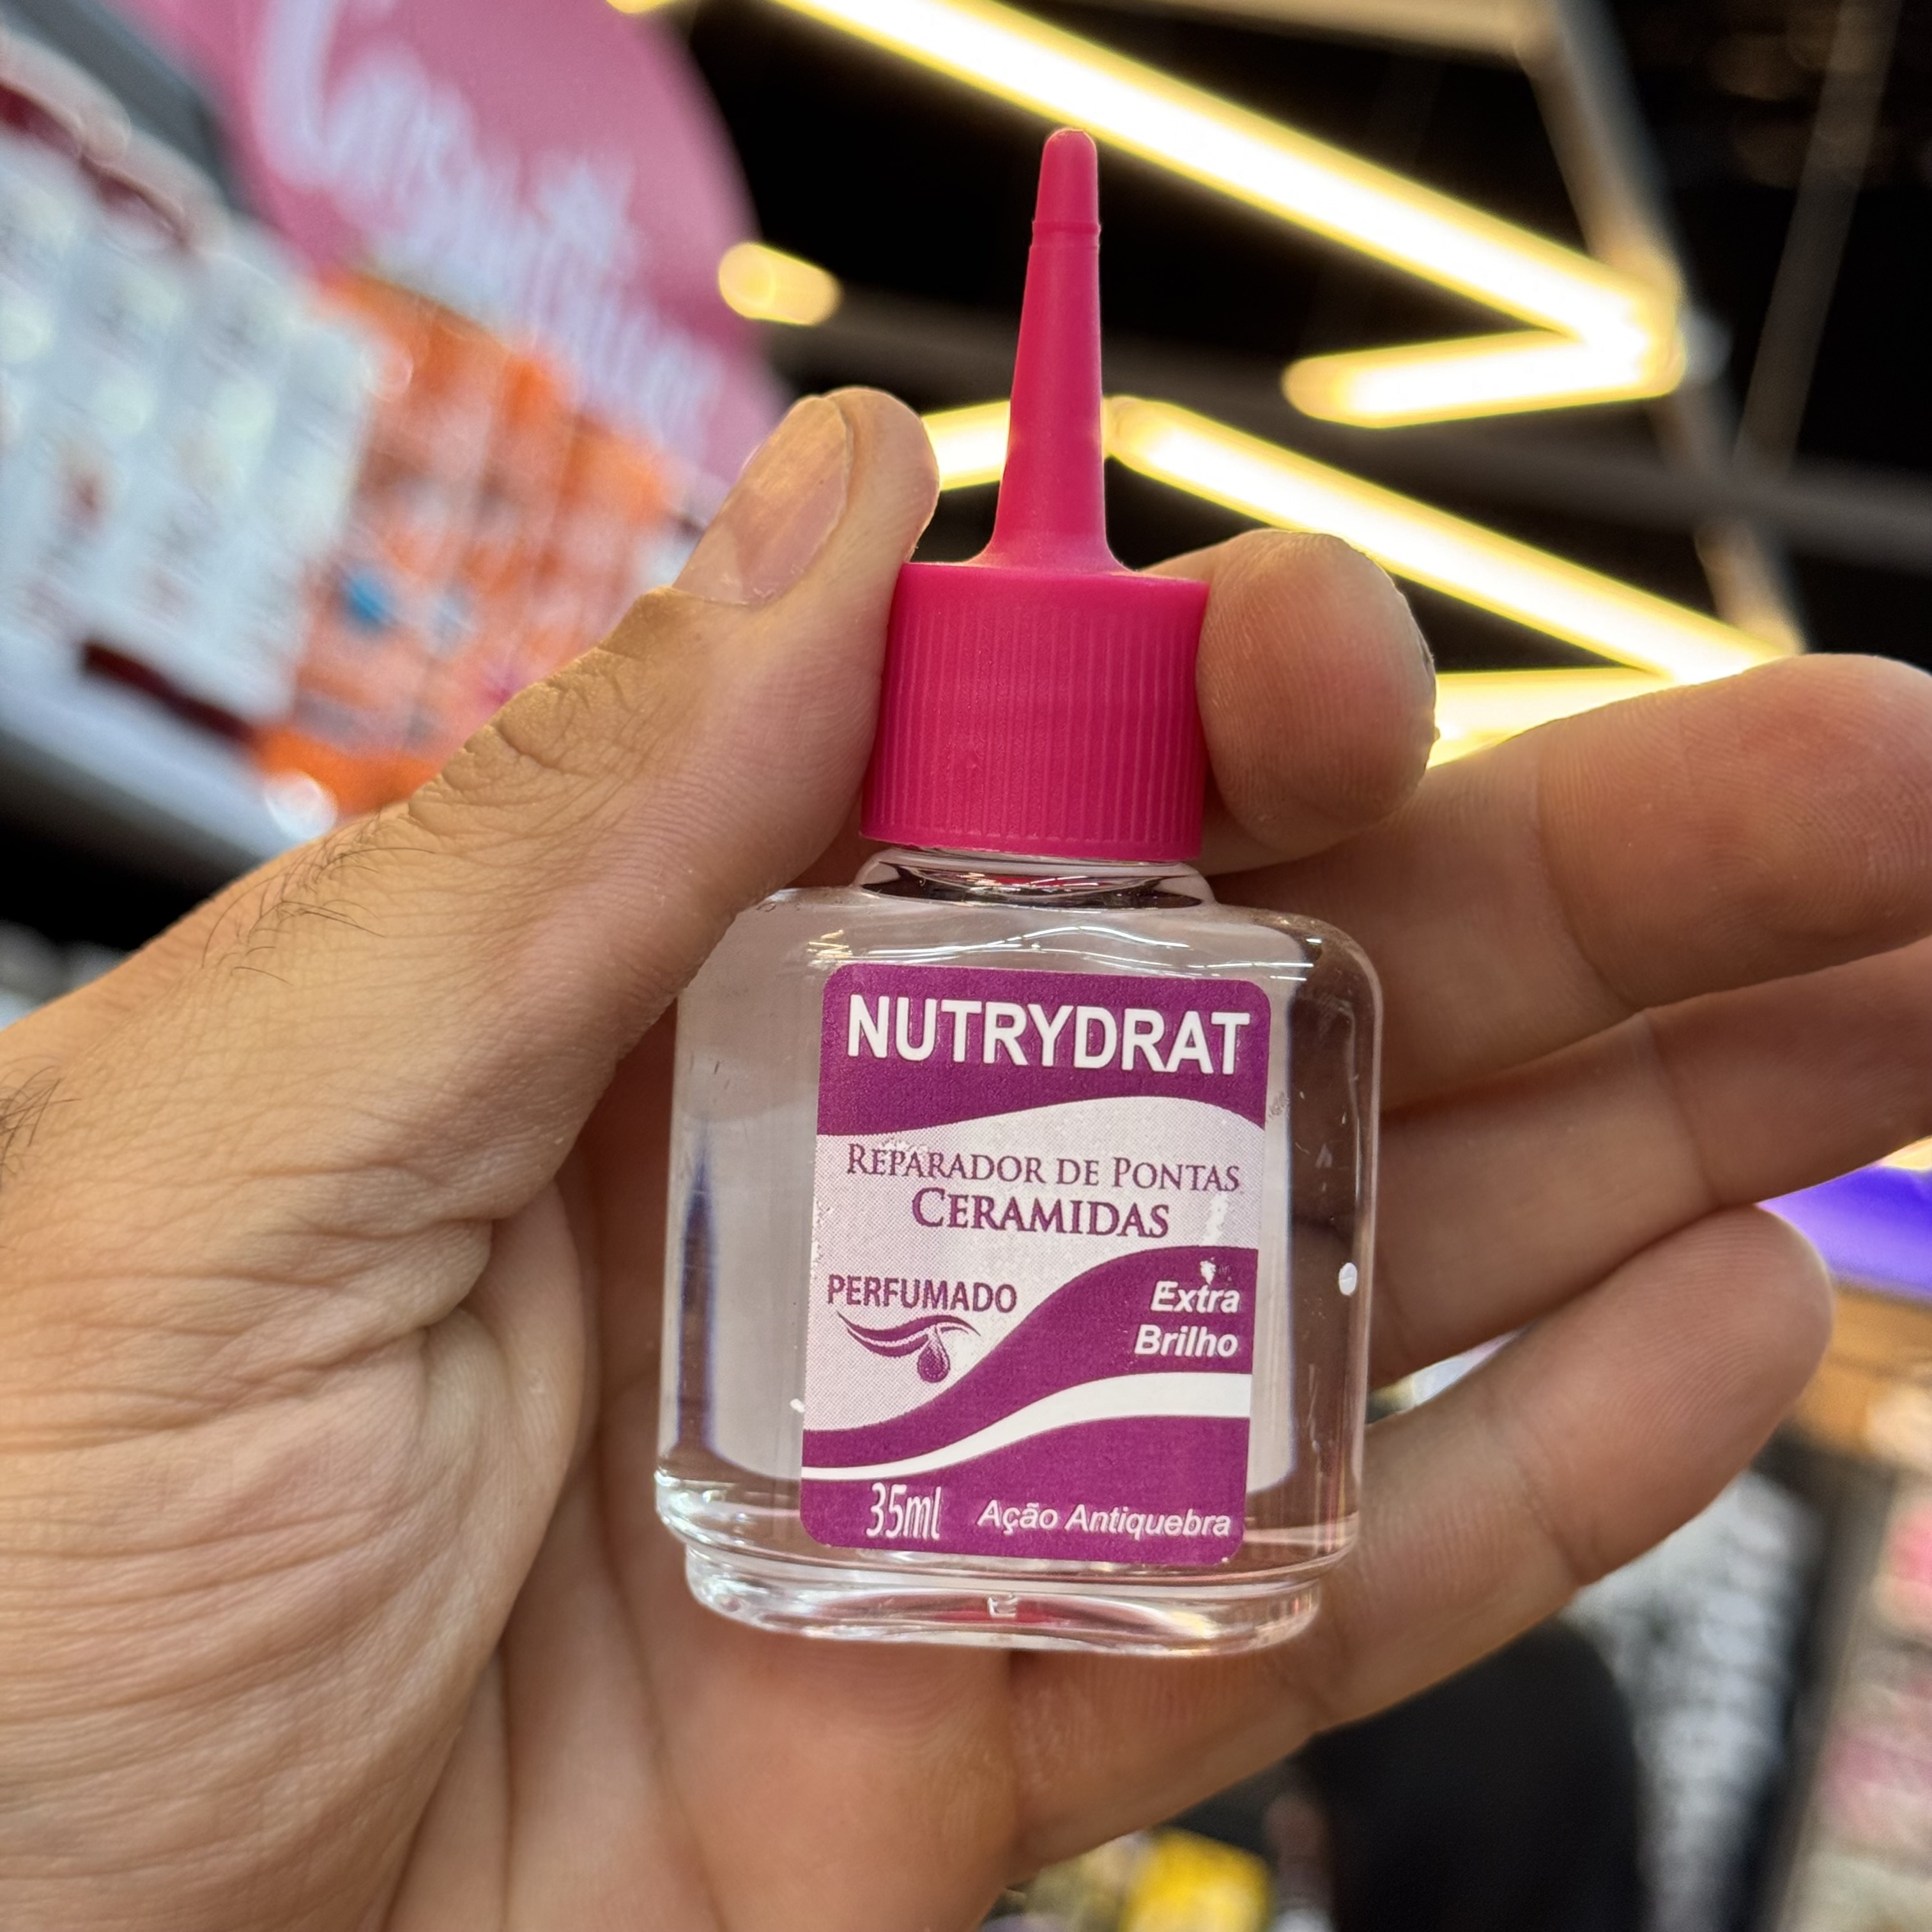 NUTRYDRAT
REPARADOR DE PONTAS
CERAMIDAS
PERFUMADO
Extra
Brilho
35ml
Ação Antiquebra